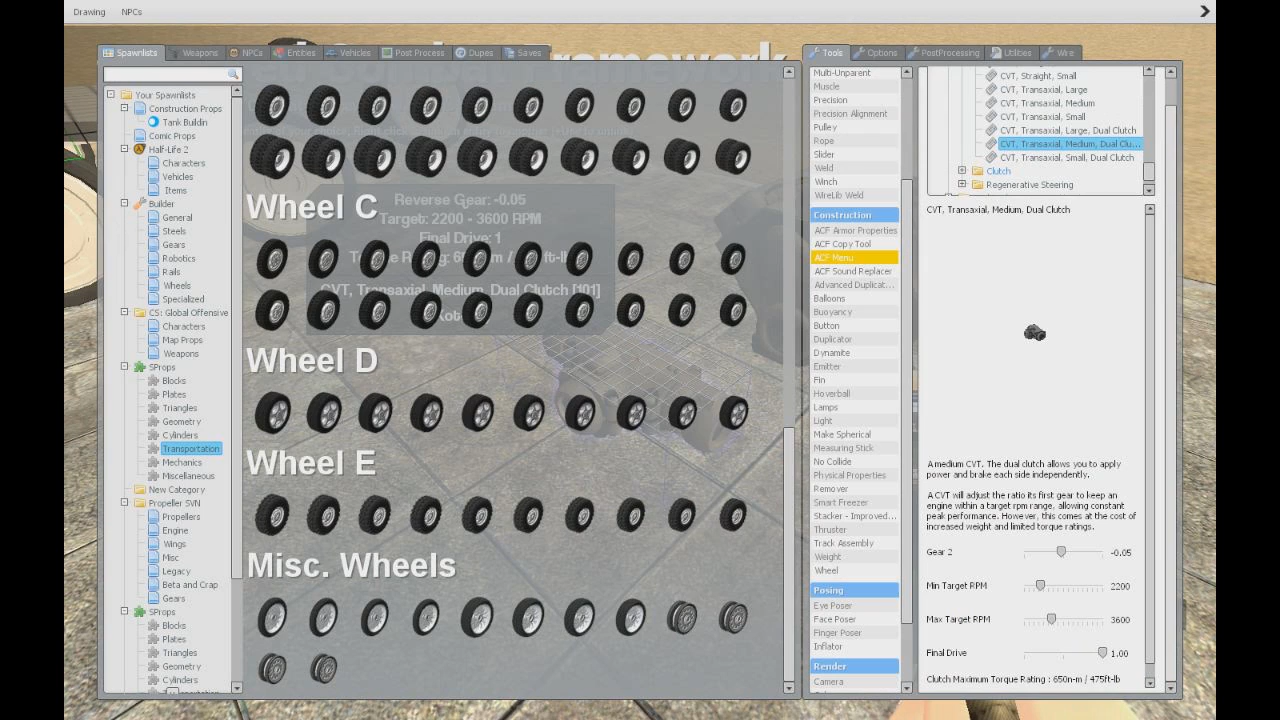 Drawing NPCs
Spawnlists Weapons NPCs Entities Vehicles Post Process Dupes Saves
Your Spawnlists
Construction Props
Tank Buildin
Comic Props
Half-Life 2
Characters
Vehicles
Items
Builder
General
Steels
Gears
Robotics
Rails
Wheels
Specialized
CS: Global Offensive
Characters
Map Props
Weapons
SProps
Blocks
Plates
Triangles
Geometry
Cylinders
Transportation
Mechanics
Miscellaneous
New Category
Propeller SVN
Propellers
Engine
Wings
Misc
Legacy
Beta and Crap
Gears
SProps
Blocks
Plates
Triangles
Geometry
Cylinders
Transportation
Wheel C
Reverse Gear: -0.05
Target: 2200 - 3600 RPM
Final Drive: 1
CVT, Transaxial, Medium, Dual Clutch [101]
Wheel D
Wheel E
Misc. Wheels
Tools Options PostProcessing Utilities Wire
Multi-Unparent
Muscle
Precision
Precision Alignment
Pulley
Rope
Slider
Weld
Winch
WireLib Weld
Construction
ACF Armor Properties
ACF Copy Tool
ACF Menu
ACF Sound Replacer
Advanced Duplicat...
Balloons
Buoyancy
Button
Duplicator
Dynamite
Emitter
Fin
Hoverball
Lamps
Light
Make Spherical
Measuring Stick
No Collide
Physical Properties
Remover
Smart Freezer
Stacker - Improved...
Thruster
Track Assembly
Weight
Wheel
Posing
Eye Poser
Face Poser
Finger Poser
Inflator
Render
Camera
CVT, Straight, Small
CVT, Transaxial, Large
CVT, Transaxial, Medium
CVT, Transaxial, Small
CVT, Transaxial, Large, Dual Clutch
CVT, Transaxial, Medium, Dual Clu...
CVT, Transaxial, Small, Dual Clutch
Clutch
Regenerative Steering
CVT, Transaxial, Medium, Dual Clutch
A medium CVT. The dual clutch allows you to apply
power and brake each side independently.
A CVT will adjust the ratio its first gear to keep an
engine within a target rpm range, allowing constant
peak performance. However, this comes at the cost of
increased weight and limited torque ratings.
Gear 2 -0.05
Min Target RPM 2200
Max Target RPM 3600
Final Drive 1.00
Clutch Maximum Torque Rating : 650n-m / 475ft-lb